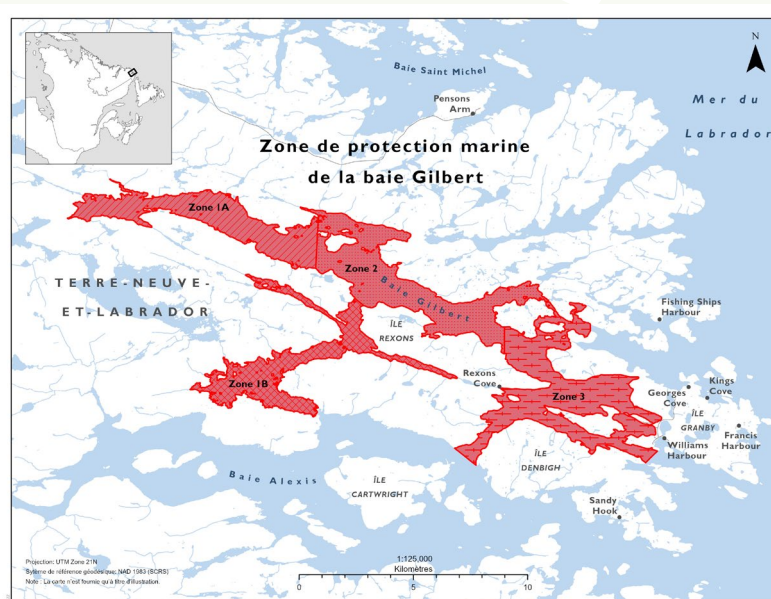 N
Baie Saint Michel
Pensons
Arm
Mer du
Labrador
Zone de protection marine
de la baie Gilbert
Zone 1A
Zone 2
TERRE-NEUVE-
ET-LABRADOR
Baie Gilbert
ÎLE
REXONS
Fishing Ships
Harbour
Zone 1B
Rexons
Cove
Zone 3
Georges
Cove
Kings
Cove
ÎLE
GRANBY
Williams
Harbour
Francis
Harbour
ÎLE
DENBIGH
Baie Alexis
ÎLE
CARTWRIGHT
Sandy
Hook
Projection: UTM Zone 21N
Sytème de référence géodésique: NAD 1983 (SCRS)
Note : La carte n'est fournie qu'à titre d'illustration.
1:125,000
Kilomètres
0 5 10